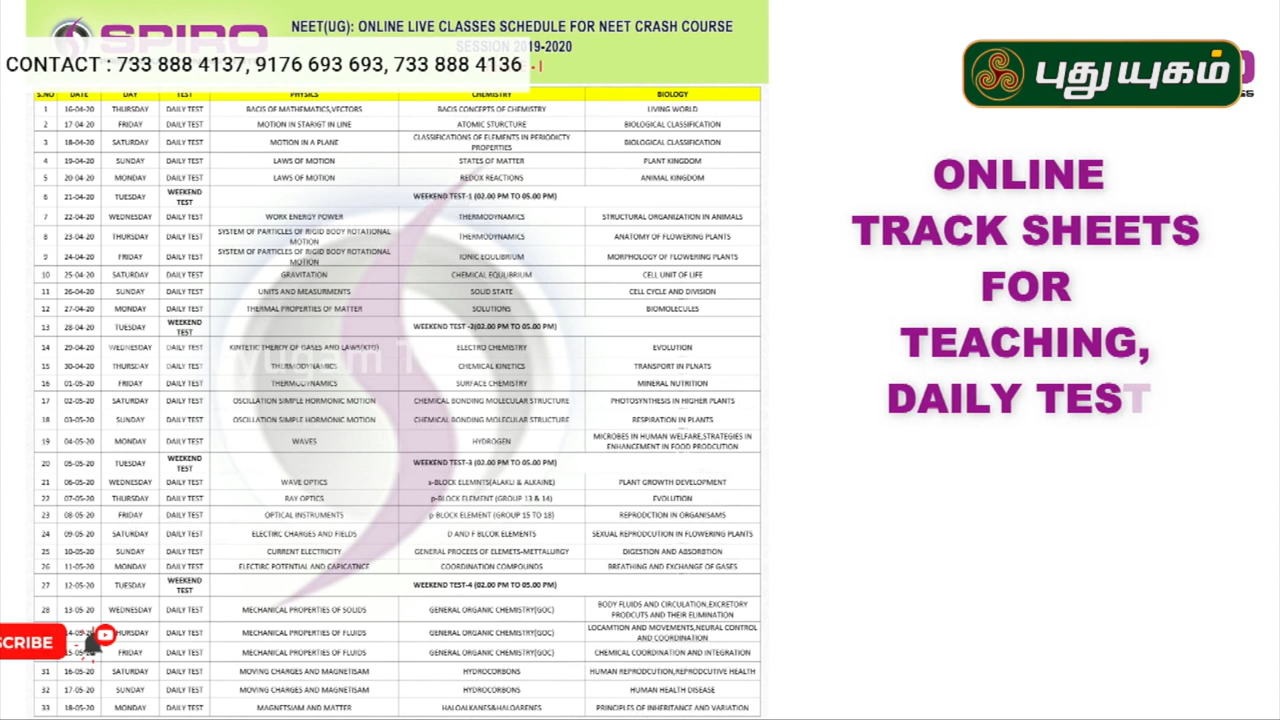 SPIRO
NEET(UG): ONLINE LIVE CLASSES SCHEDULE FOR NEET CRASH COURSE
SESSION 2019-2020
CONTACT : 733 888 4137, 9176 693 693, 733 888 4136
- I
புதுயுகம்
ONLINE
TRACK SHEETS
FOR
TEACHING,
DAILY TEST
S.NO DATE DAY TEST PHYSICS CHEMISTRY BIOLOGY
1 16-04-20 THURSDAY DAILY TEST BACIS OF MATHEMATICS,VECTORS BACIS CONCEPTS OF CHEMISTRY LIVING WORLD
2 17-04-20 FRIDAY DAILY TEST MOTION IN STARIGT IN LINE ATOMIC STURCTURE BIOLOGICAL CLASSIFICATION
3 18-04-20 SATURDAY DAILY TEST MOTION IN A PLANE CLASSIFICATIONS OF ELEMENTS IN PERIODICTY PROPERTIES BIOLOGICAL CLASSIFICATION
4 19-04-20 SUNDAY DAILY TEST LAWS OF MOTION STATES OF MATTER PLANT KINGDOM
5 20-04-20 MONDAY DAILY TEST LAWS OF MOTION REDOX REACTIONS ANIMAL KINGDOM
6 21-04-20 TUESDAY WEEKEND TEST WEEKEND TEST-1 (02.00 PM TO 05.00 PM)
7 22-04-20 WEDNESDAY DAILY TEST WORK ENERGY POWER THERMODYNAMICS STRUCTURAL ORGANIZATION IN ANIMALS
8 23-04-20 THURSDAY DAILY TEST SYSTEM OF PARTICLES OF RIGID BODY ROTATIONAL MOTION THERMODYNAMICS ANATOMY OF FLOWERING PLANTS
9 24-04-20 FRIDAY DAILY TEST SYSTEM OF PARTICLES OF RIGID BODY ROTATIONAL MOTION IONIC EQULIBRIUM MORPHOLOGY OF FLOWERING PLANTS
10 25-04-20 SATURDAY DAILY TEST GRAVITATION CHEMICAL EQULIBRIUM CELL UNIT OF LIFE
11 26-04-20 SUNDAY DAILY TEST UNITS AND MEASURMENTS SOLID STATE CELL CYCLE AND DIVISION
12 27-04-20 MONDAY DAILY TEST THERMAL PROPERTIES OF MATTER SOLUTIONS BIOMOLECULES
13 28-04-20 TUESDAY WEEKEND TEST WEEKEND TEST -2(02.00 PM TO 05.00 PM)
14 29-04-20 WEDNESDAY DAILY TEST KINTETIC THEROY OF GASES AND LAWS(KTG) ELECTRO CHEMISTRY EVOLUTION
15 30-04-20 THURSDAY DAILY TEST THERMODYNAMICS CHEMICAL KINETICS TRANSPORT IN PLNATS
16 01-05-20 FRIDAY DAILY TEST THERMODYNAMICS SURFACE CHEMISTRY MINERAL NUTRITION
17 02-05-20 SATURDAY DAILY TEST OSCILLATION SIMPLE HORMONIC MOTION CHEMICAL BONDING MOLECULAR STRUCTURE PHOTOSYNTHESIS IN HIGHER PLANTS
18 03-05-20 SUNDAY DAILY TEST OSCILLATION SIMPLE HORMONIC MOTION CHEMICAL BONDING MOLECULAR STRUCTURE RESPIRATION IN PLANTS
19 04-05-20 MONDAY DAILY TEST WAVES HYDROGEN MICROBES IN HUMAN WELFARE,STRATEGIES IN ENHANCEMENT IN FOOD PRODCUTION
20 05-05-20 TUESDAY WEEKEND TEST WEEKEND TEST-3 (02.00 PM TO 05.00 PM)
21 06-05-20 WEDNESDAY DAILY TEST WAVE OPTICS s-BLOCK ELEMNTS(ALAKLI & ALKAINE) PLANT GROWTH DEVELOPMENT
22 07-05-20 THURSDAY DAILY TEST RAY OPTICS p-BLOCK ELEMENT (GROUP 13 & 14) EVOLUTION
23 08-05-20 FRIDAY DAILY TEST OPTICAL INSTRUMENTS p-BLOCK ELEMENT (GROUP 15 TO 18) REPRODCTION IN ORGANISAMS
24 09-05-20 SATURDAY DAILY TEST ELECTIRC CHARGES AND FIELDS D AND F BLCOK ELEMENTS SEXUAL REPRODCUTION IN FLOWERING PLANTS
25 10-05-20 SUNDAY DAILY TEST CURRENT ELECTRICITY GENERAL PROCEES OF ELEMETS-METTALURGY DIGESTION AND ABSORBTION
26 11-05-20 MONDAY DAILY TEST ELECTIRC POTENTIAL AND CAPICATNCE COORDINATION COMPOUNDS BREATHING AND EXCHANGE OF GASES
27 12-05-20 TUESDAY WEEKEND TEST WEEKEND TEST-4 (02.00 PM TO 05.00 PM)
28 13-05-20 WEDNESDAY DAILY TEST MECHANICAL PROPERTIES OF SOLIDS GENERAL ORGANIC CHEMISTRY(GOC) BODY FLUIDS AND CIRCULATION,EXCRETORY PRODCUTS AND THEIR ELIMINATION
HURSDAY DAILY TEST MECHANICAL PROPERTIES OF FLUIDS GENERAL ORGANIC CHEMISTRY(GOC) LOCAMTION AND MOVEMENTS,NEURAL CONTROL AND COORDINATION
SCRIBE
FRIDAY DAILY TEST MECHANICAL PROPERTIES OF FLUIDS GENERAL ORGANIC CHEMISTRY(GOC) CHEMICAL COORDINATION AND INTEGRATION
31 16-05-20 SATURDAY DAILY TEST MOVING CHARGES AND MAGNETISAM HYDROCORBONS HUMAN REPORDCUTION,REPRODCUTIVE HEALTH
32 17-05-20 SUNDAY DAILY TEST MOVING CHARGES AND MAGNETISAM HYDROCORBONS HUMAN HEALTH DISEASE
33 18-05-20 MONDAY DAILY TEST MAGNETSIAM AND MATTER HALOALKANES&HALOARENES PRINCIPLES OF INHERITANCE AND VARIATION